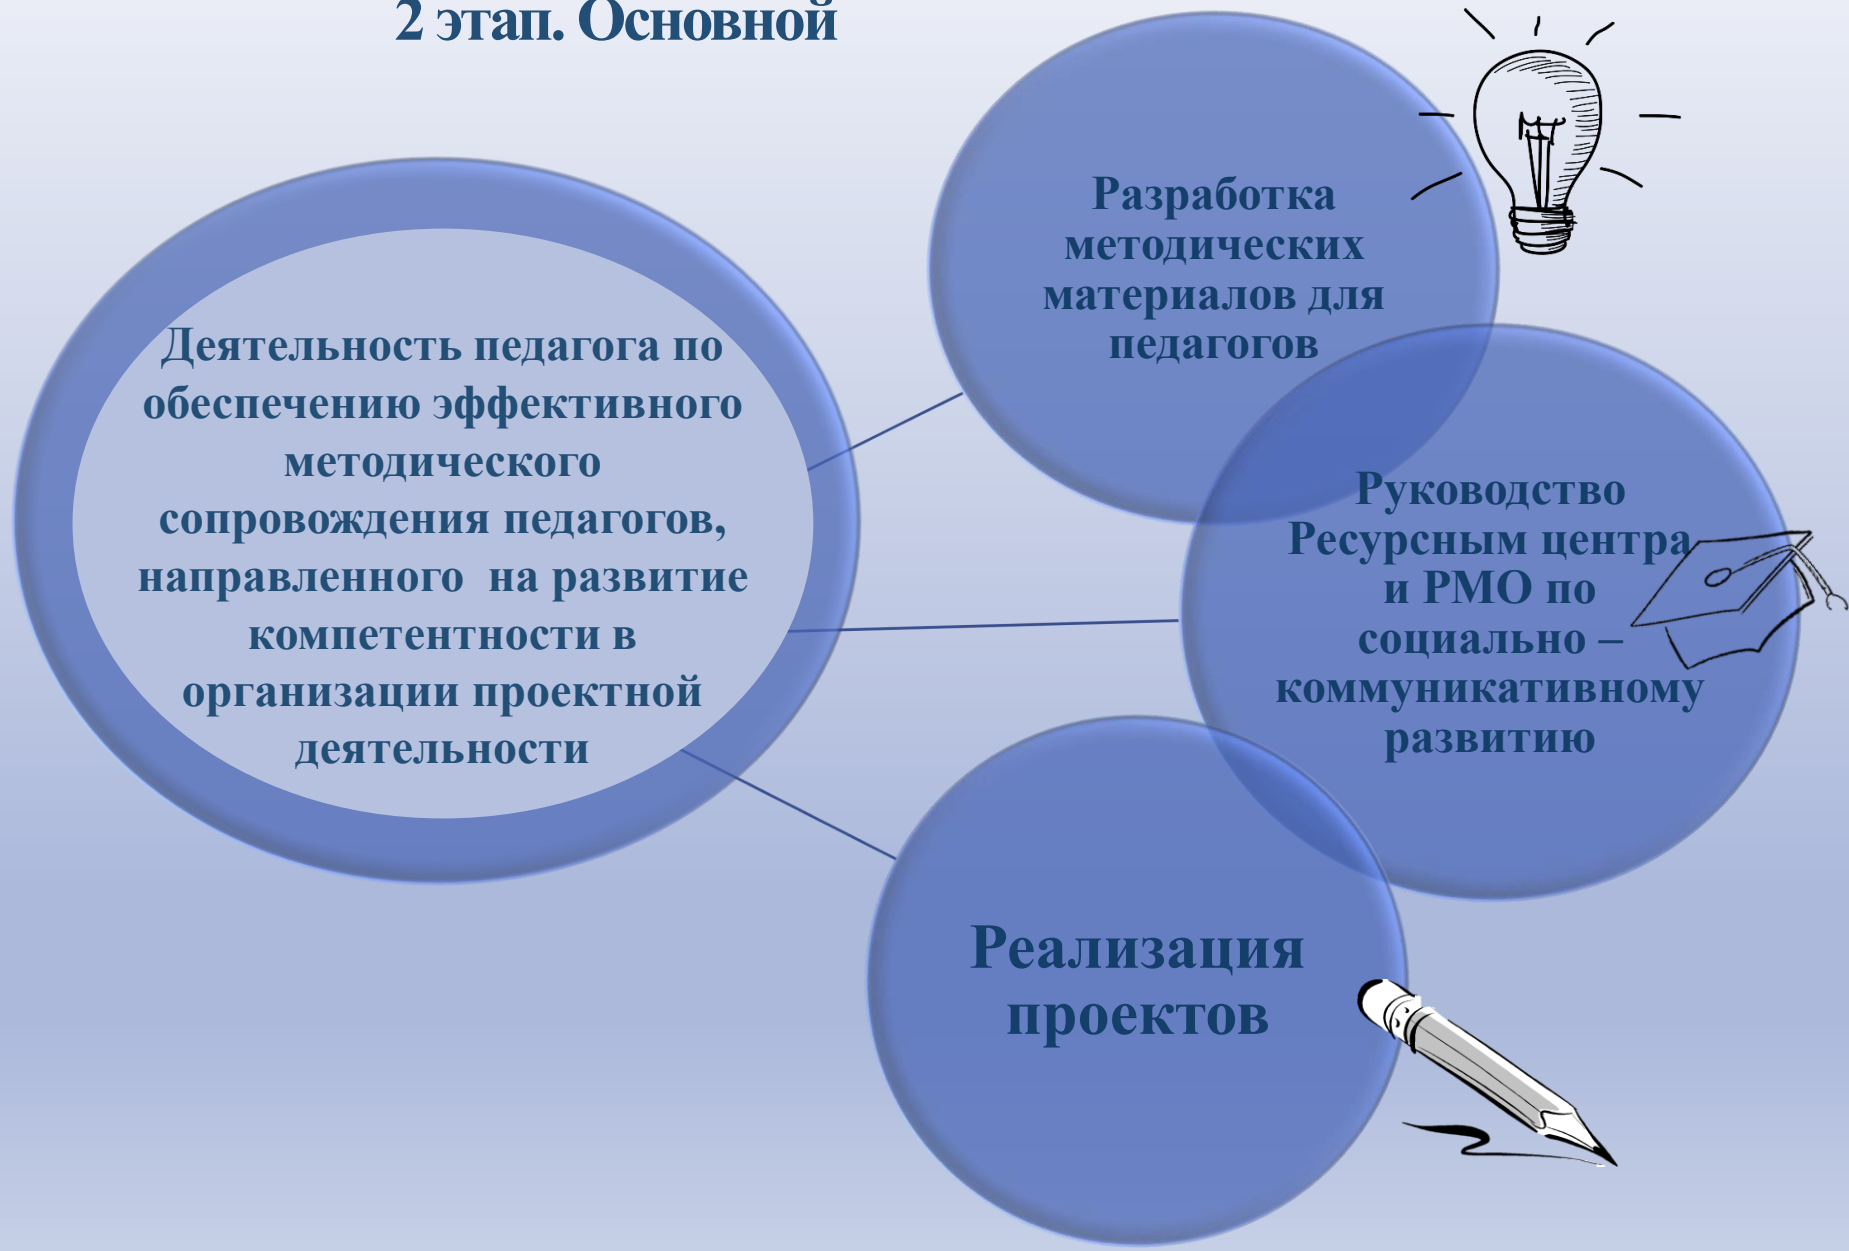 2 этап. Основной
Деятельность педагога по
обеспечению эффективного
методического
сопровождения педагогов,
направленного  на развитие
компетентности в
организации проектной
деятельности
Разработка
методических
материалов для
педагогов
Руководство
Ресурсным центра
и РМО по
социально –
коммуникативному
развитию
Реализация
проектов